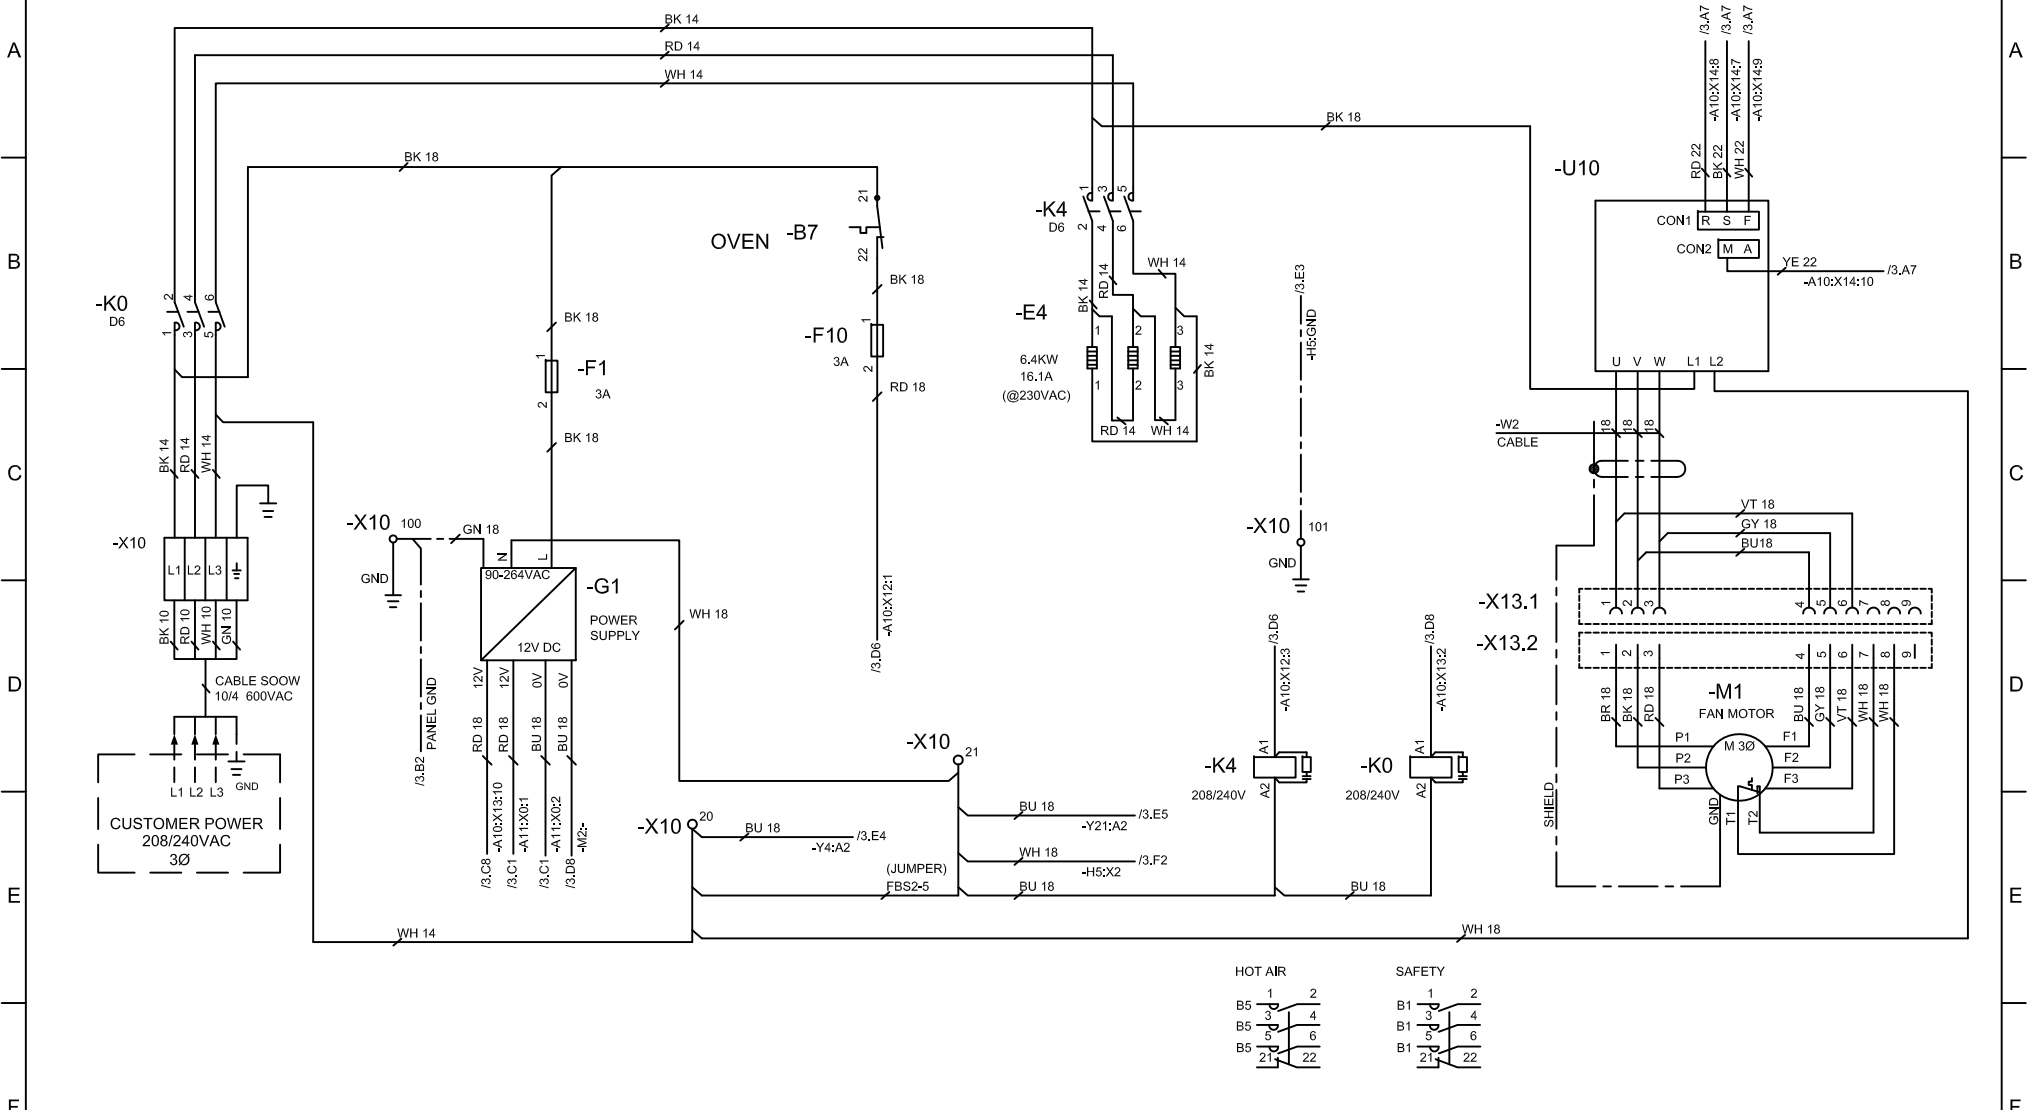 A
A
B
B
C
C
D
D
E
E
F
F
BK 14
RD 14
WH 14
BK 18
BK 18
/3.A7
/3.A7
/3.A7
-A10:X14:8
-A10:X14:7
-A10:X14:9
RD 22
BK 22
WH 22
-U10
CON1
R S F
CON2
M A
YE 22
/3.A7
-A10:X14:10
U V W L1 L2
-K0
D6
2 4 6
1 3 5
OVEN -B7
21
22
BK 18
-F10
3A
1
2
RD 18
-A10:X12:1
/3.D6
BK 18
-F1
3A
1
2
BK 18
-K4
D6
1 3 5
2 4 6
BK 14
RD 14
WH 14
-E4
6.4KW
16.1A
(@230VAC)
1 2 3
1 2 3
BK 14
RD 14
WH 14
/3.E3
-H5:GND
-X10 101
GND
BK 14
RD 14
WH 14
-X10
L1 L2 L3
BK 10
RD 10
WH 10
GN 10
CABLE SOOW
10/4 600VAC
L1 L2 L3 GND
CUSTOMER POWER
208/240VAC
3Ø
-X10 100
GND
GN 18
PANEL GND
/3.B2
N
L
90-264VAC
-G1
POWER
SUPPLY
12V DC
12V
12V
0V
0V
RD 18
RD 18
BU 18
BU 18
-A10:X13:10
-A11:X0:1
-A11:X0:2
-M2:-
/3.C8
/3.C1
/3.C1
/3.D8
WH 18
-X10
21
-X10
20
BU 18
/3.E4
-Y4:A2
(JUMPER)
FBS2-5
BU 18
/3.E5
-Y21:A2
WH 18
/3.F2
-H5:X2
BU 18
BU 18
WH 14
WH 18
/3.D6
-A10:X12:3
-K4
208/240V
A1
A2
/3.D8
-A10:X13:2
-K0
208/240V
A1
A2
-W2
CABLE
18
18
18
VT 18
GY 18
BU18
-X13.1
1 2 3 4 5 6 7 8 9
-X13.2
1 2 3 4 5 6 7 8 9
BR 18
BK 18
RD 18
-M1
FAN MOTOR
BU 18
GY 18
VT 18
WH 18
WH 18
P1
P2
P3
M 3Ø
F1
F2
F3
GND
T1
T2
SHIELD
HOT AIR
B5 1 2
B5 3 4
B5 5 6
21 22
SAFETY
B1 1 2
B1 3 4
B1 5 6
21 22